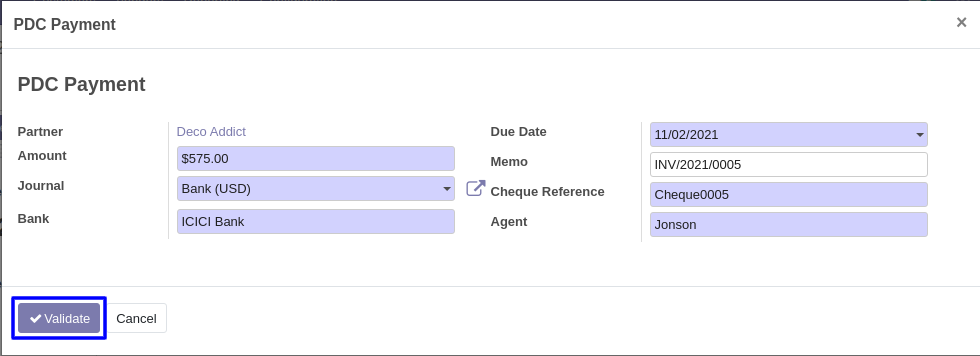 PDC Payment ×
PDC Payment
Partner Deco Addict
Amount $575.00
Journal Bank (USD)
Bank ICICI Bank
Due Date 11/02/2021
Memo INV/2021/0005
Cheque Reference Cheque0005
Agent Jonson
Validate Cancel